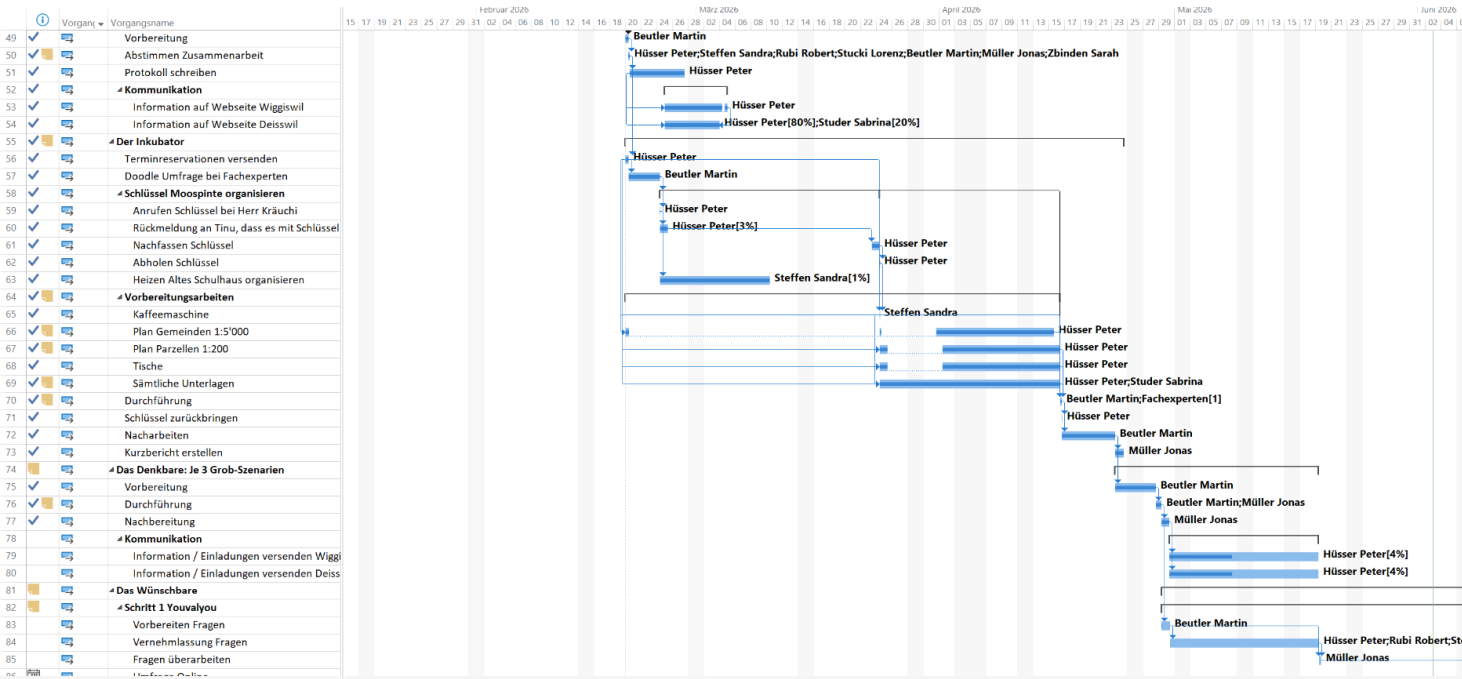 Februar 2026 März 2026 April 2026 Mai 2026 Juni 2026
Vorgang Vorgangsname 15 17 19 21 23 25 27 29 31 02 04 06 08 10 12 14 16 18 20 22 24 26 28 02 04 06 08 10 12 14 16 18 20 22 24 26 28 30 01 03 05 07 09 11 13 15 17 19 21 23 25 27 29 01 03 05 07 09 11 13 15 17 19 21 23 25 27 29 31 02 04
49 Vorbereitung Beutler Martin
50 Abstimmen Zusammenarbeit Hüsser Peter;Steffen Sandra;Rubi Robert;Stucki Lorenz;Beutler Martin;Müller Jonas;Zbinden Sarah
51 Protokoll schreiben Hüsser Peter
52 Kommunikation
53 Information auf Webseite Wiggiswil Hüsser Peter
54 Information auf Webseite Deisswil Hüsser Peter[80%];Studer Sabrina[20%]
55 Der Inkubator
56 Terminreservationen versenden Hüsser Peter
57 Doodle Umfrage bei Fachexperten Beutler Martin
58 Schlüssel Moospinte organisieren
59 Anrufen Schlüssel bei Herr Kräuchi Hüsser Peter
60 Rückmeldung an Tinu, dass es mit Schlüssel Hüsser Peter[3%]
61 Nachfassen Schlüssel Hüsser Peter
62 Abholen Schlüssel Hüsser Peter
63 Heizen Altes Schulhaus organisieren Steffen Sandra[1%]
64 Vorbereitungsarbeiten
65 Kaffeemaschine Steffen Sandra
66 Plan Gemeinden 1:5'000 Hüsser Peter
67 Plan Parzellen 1:200 Hüsser Peter
68 Tische Hüsser Peter
69 Sämtliche Unterlagen Hüsser Peter;Studer Sabrina
70 Durchführung Beutler Martin;Fachexperten[1]
71 Schlüssel zurückbringen Hüsser Peter
72 Nacharbeiten Beutler Martin
73 Kurzbericht erstellen Müller Jonas
74 Das Denkbare: Je 3 Grob-Szenarien
75 Vorbereitung Beutler Martin
76 Durchführung Beutler Martin;Müller Jonas
77 Nachbereitung Müller Jonas
78 Kommunikation
79 Information / Einladungen versenden Wiggi Hüsser Peter[4%]
80 Information / Einladungen versenden Deiss Hüsser Peter[4%]
81 Das Wünschbare
82 Schritt 1 Youvalyou
83 Vorbereiten Fragen Beutler Martin
84 Vernehmlassung Fragen Hüsser Peter;Rubi Robert;St
85 Fragen überarbeiten Müller Jonas